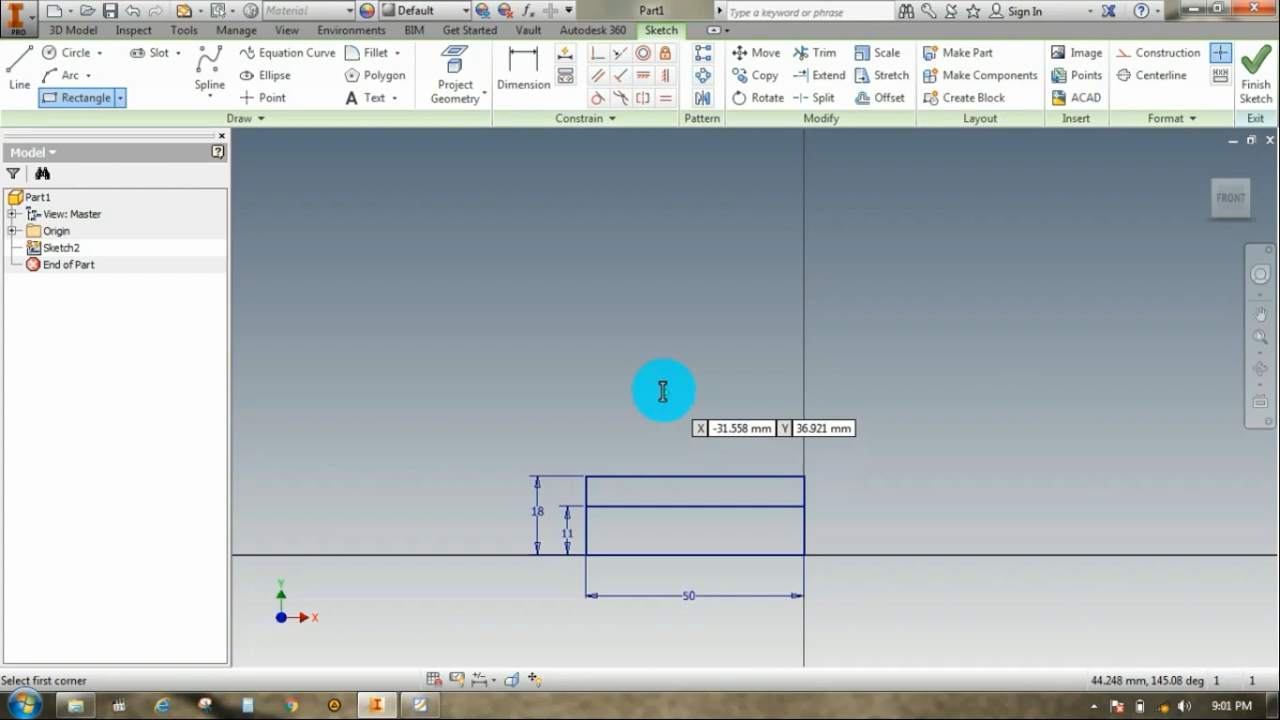 Material Default Part1 Type a keyword or phrase Sign In
PRO 3D Model Inspect Tools Manage View Environments BIM Get Started Vault Autodesk 360 Sketch
Line Circle Arc Rectangle Slot Spline Equation Curve Ellipse Point Fillet Polygon Text Project Geometry Dimension Move Copy Rotate Trim Extend Split Scale Stretch Offset Make Part Make Components Create Block Image Points ACAD Construction Centerline Finish Sketch
Draw Constrain Pattern Modify Layout Insert Format Exit
Model
Part1
View: Master
Origin
Sketch2
End of Part
FRONT
X -31.558 mm Y 36.921 mm
18
11
50
Y
X
Select first corner 44.248 mm, 145.08 deg 1 1
9:01 PM